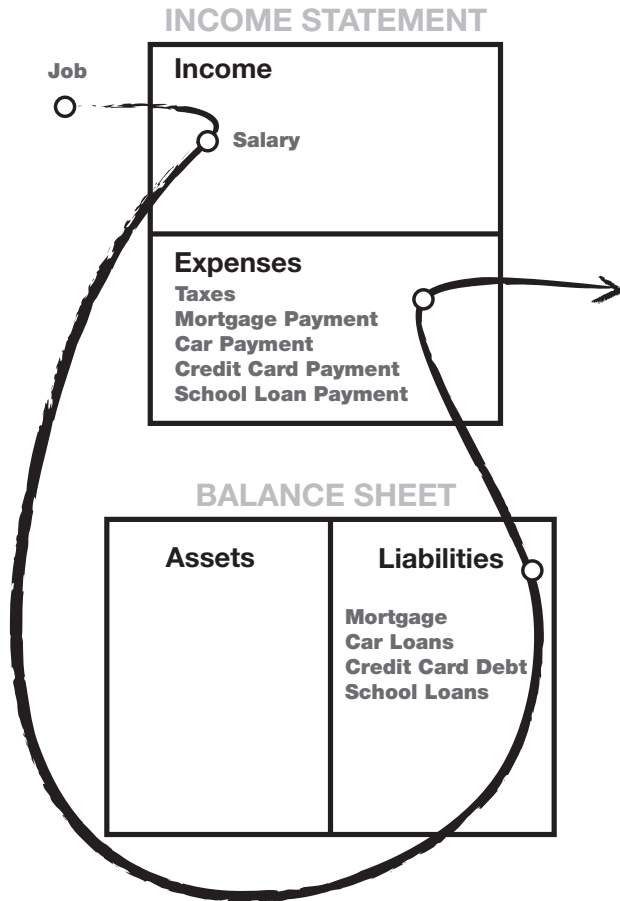 INCOME STATEMENT
Job
Income
Salary
Expenses
Taxes
Mortgage Payment
Car Payment
Credit Card Payment
School Loan Payment
BALANCE SHEET
Assets
Liabilities
Mortgage
Car Loans
Credit Card Debt
School Loans